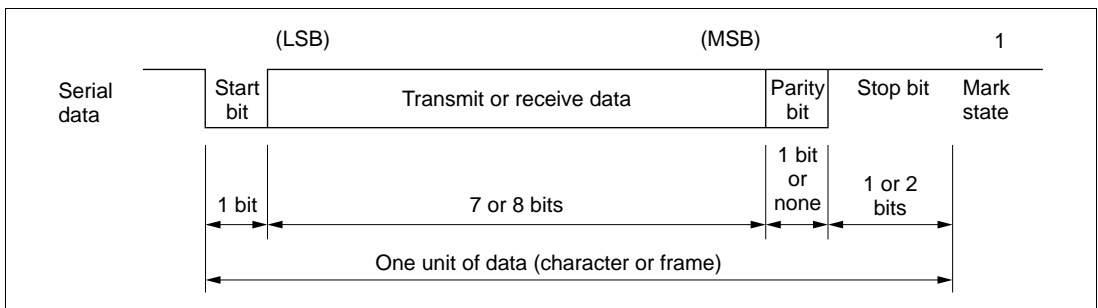 (LSB) (MSB) 1
Serial data
Start bit
Transmit or receive data
Parity bit
Stop bit
Mark state
1 bit
7 or 8 bits
1 bit or none
1 or 2 bits
One unit of data (character or frame)